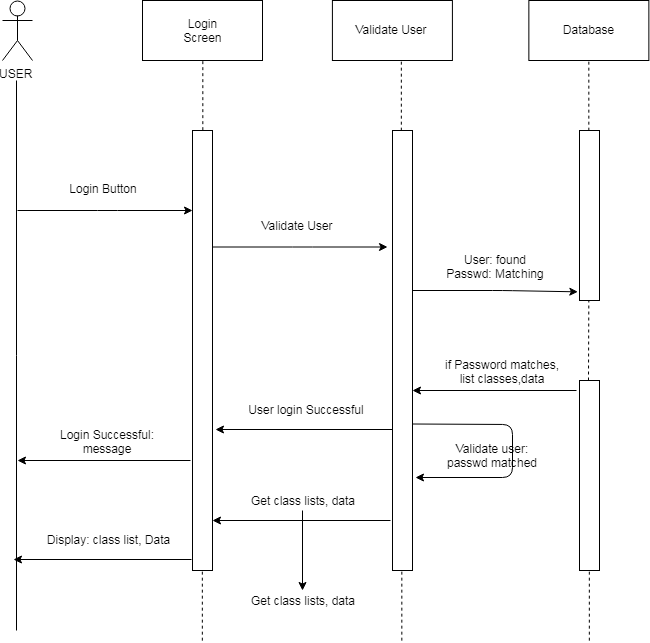 Login
Screen
Validate User
Database
USER
Login Button
Validate User
User: found
Passwd: Matching
if Password matches,
list classes,data
User login Successful
Login Successful:
message
Validate user:
passwd matched
Get class lists, data
Display: class list, Data
Get class lists, data